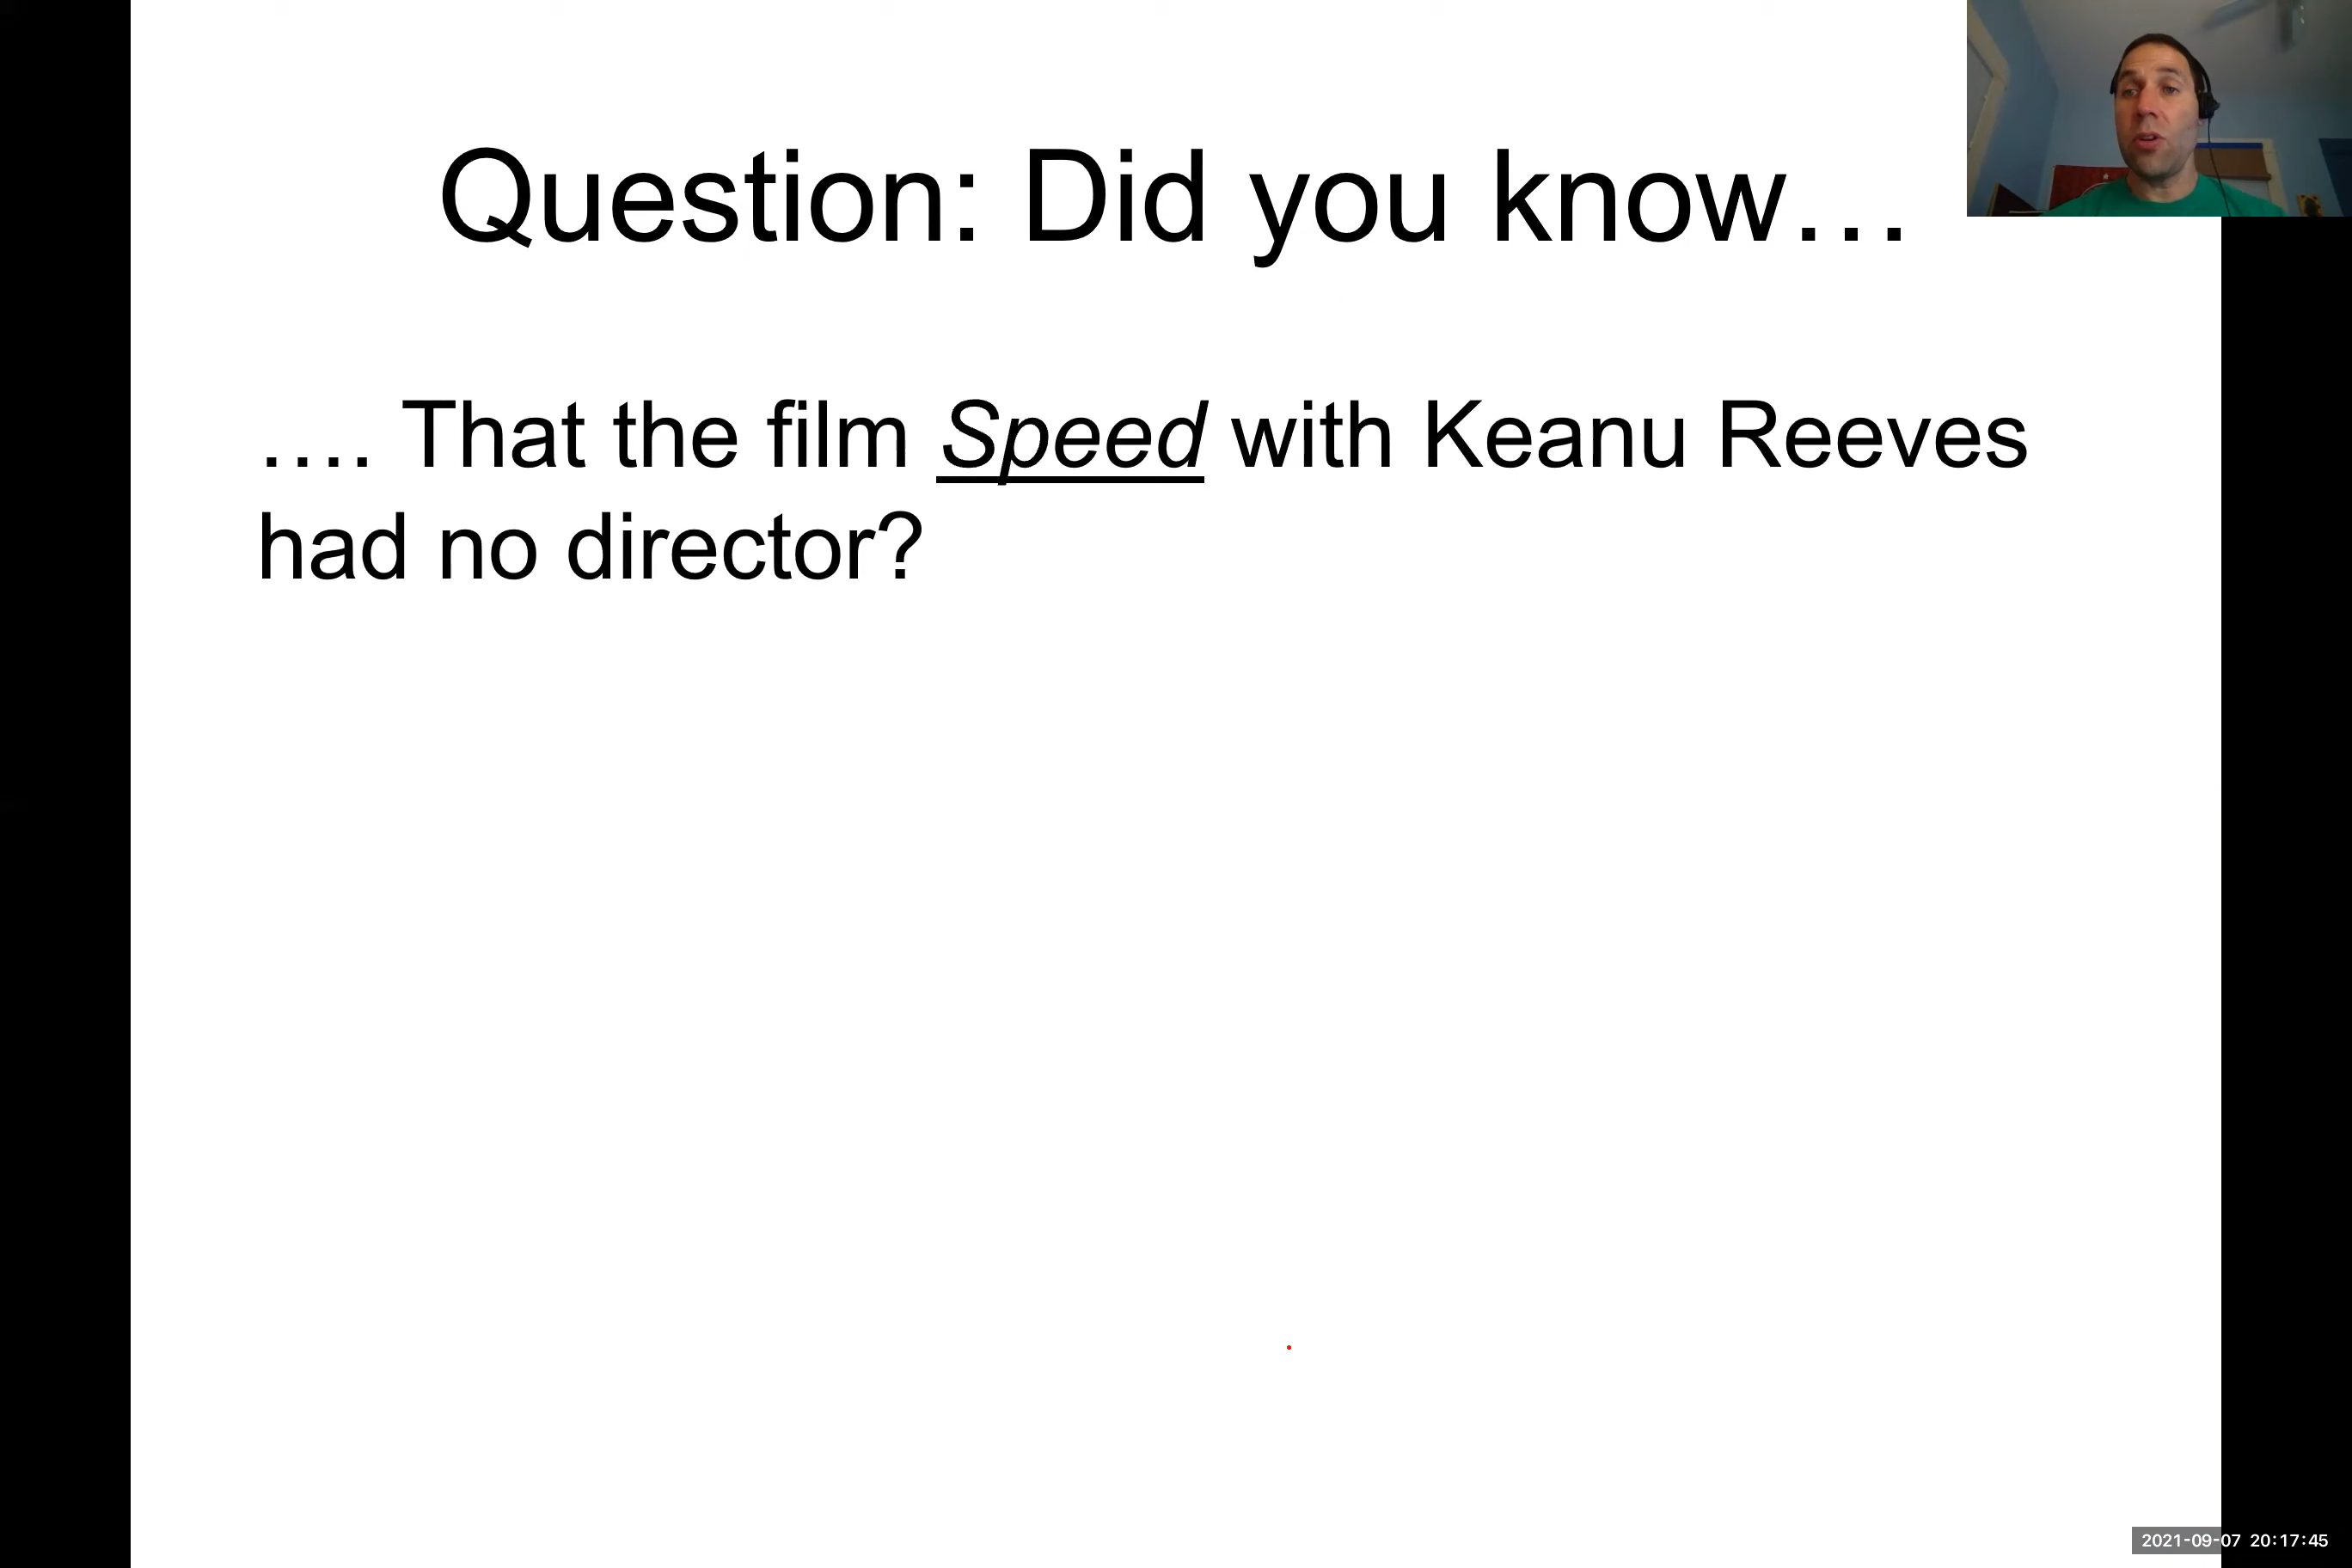 Question: Did you know…
…. That the film Speed with Keanu Reeves
had no director?
2021-09-07 20:17:45